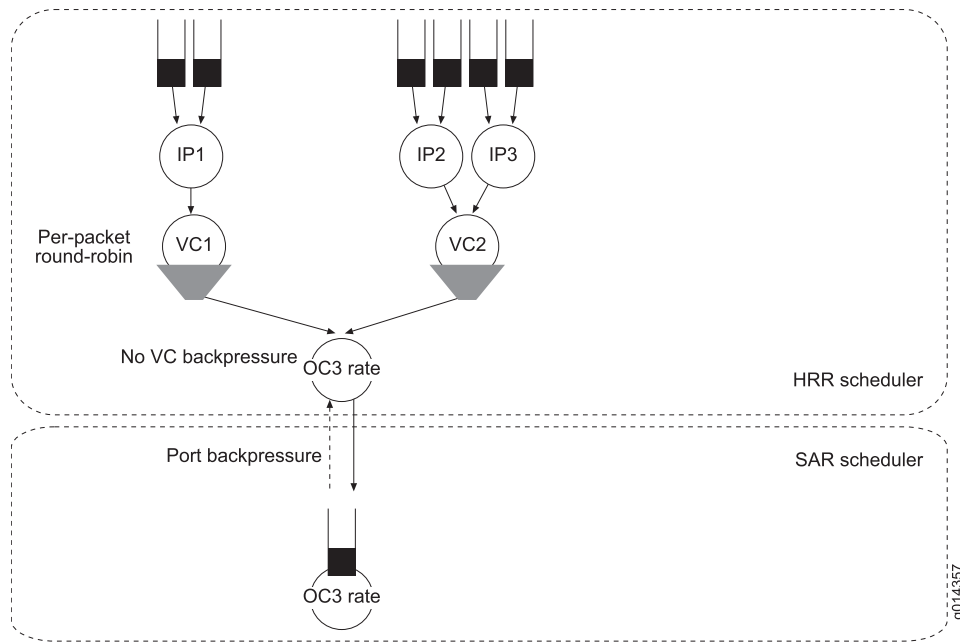 IP1
IP2
IP3
Per-packet
round-robin
VC1
VC2
No VC backpressure
OC3 rate
HRR scheduler
Port backpressure
SAR scheduler
OC3 rate
g014357